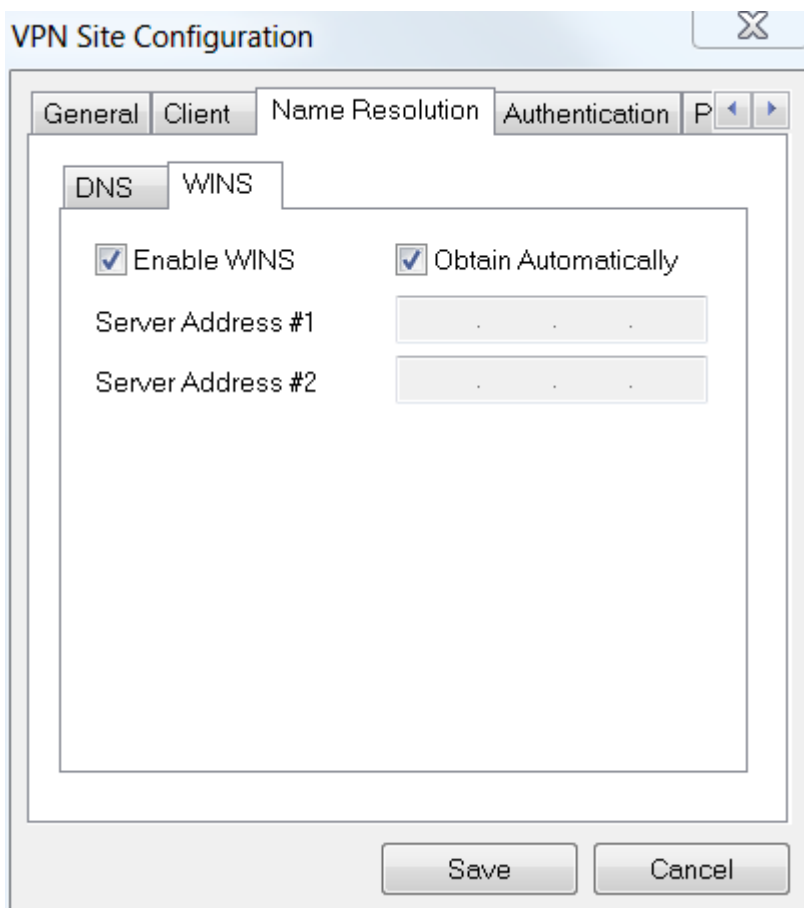 VPN Site Configuration
General Client Name Resolution Authentication P
DNS WINS
Enable WINS Obtain Automatically
Server Address #1 . . .
Server Address #2 . . .
Save Cancel